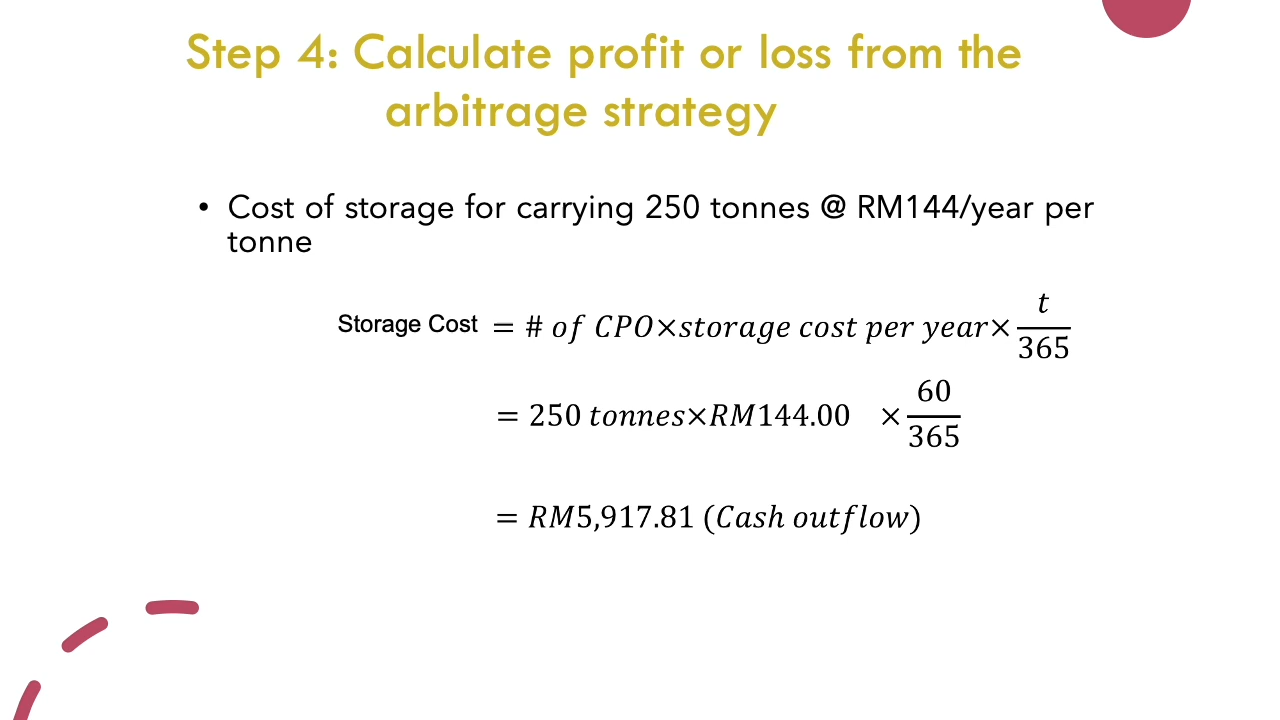 Step 4: Calculate profit or loss from the
arbitrage strategy
• Cost of storage for carrying 250 tonnes @ RM144/year per
tonne
Storage Cost = # of CPO×storage cost per year× t/365
= 250 tonnes×RM144.00 × 60/365
= RM5,917.81 (Cash outflow)